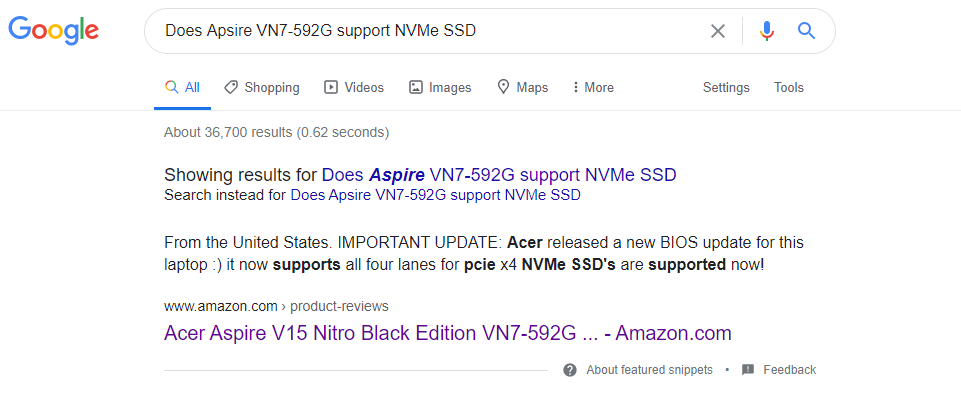 Google
Does Apsire VN7-592G support NVMe SSD
All Shopping Videos Images Maps More Settings Tools
About 36,700 results (0.62 seconds)
Showing results for Does Aspire VN7-592G support NVMe SSD
Search instead for Does Apsire VN7-592G support NVMe SSD
From the United States. IMPORTANT UPDATE: Acer released a new BIOS update for this
laptop :) it now supports all four lanes for pcie x4 NVMe SSD's are supported now!
www.amazon.com › product-reviews
Acer Aspire V15 Nitro Black Edition VN7-592G ... - Amazon.com
About featured snippets • Feedback